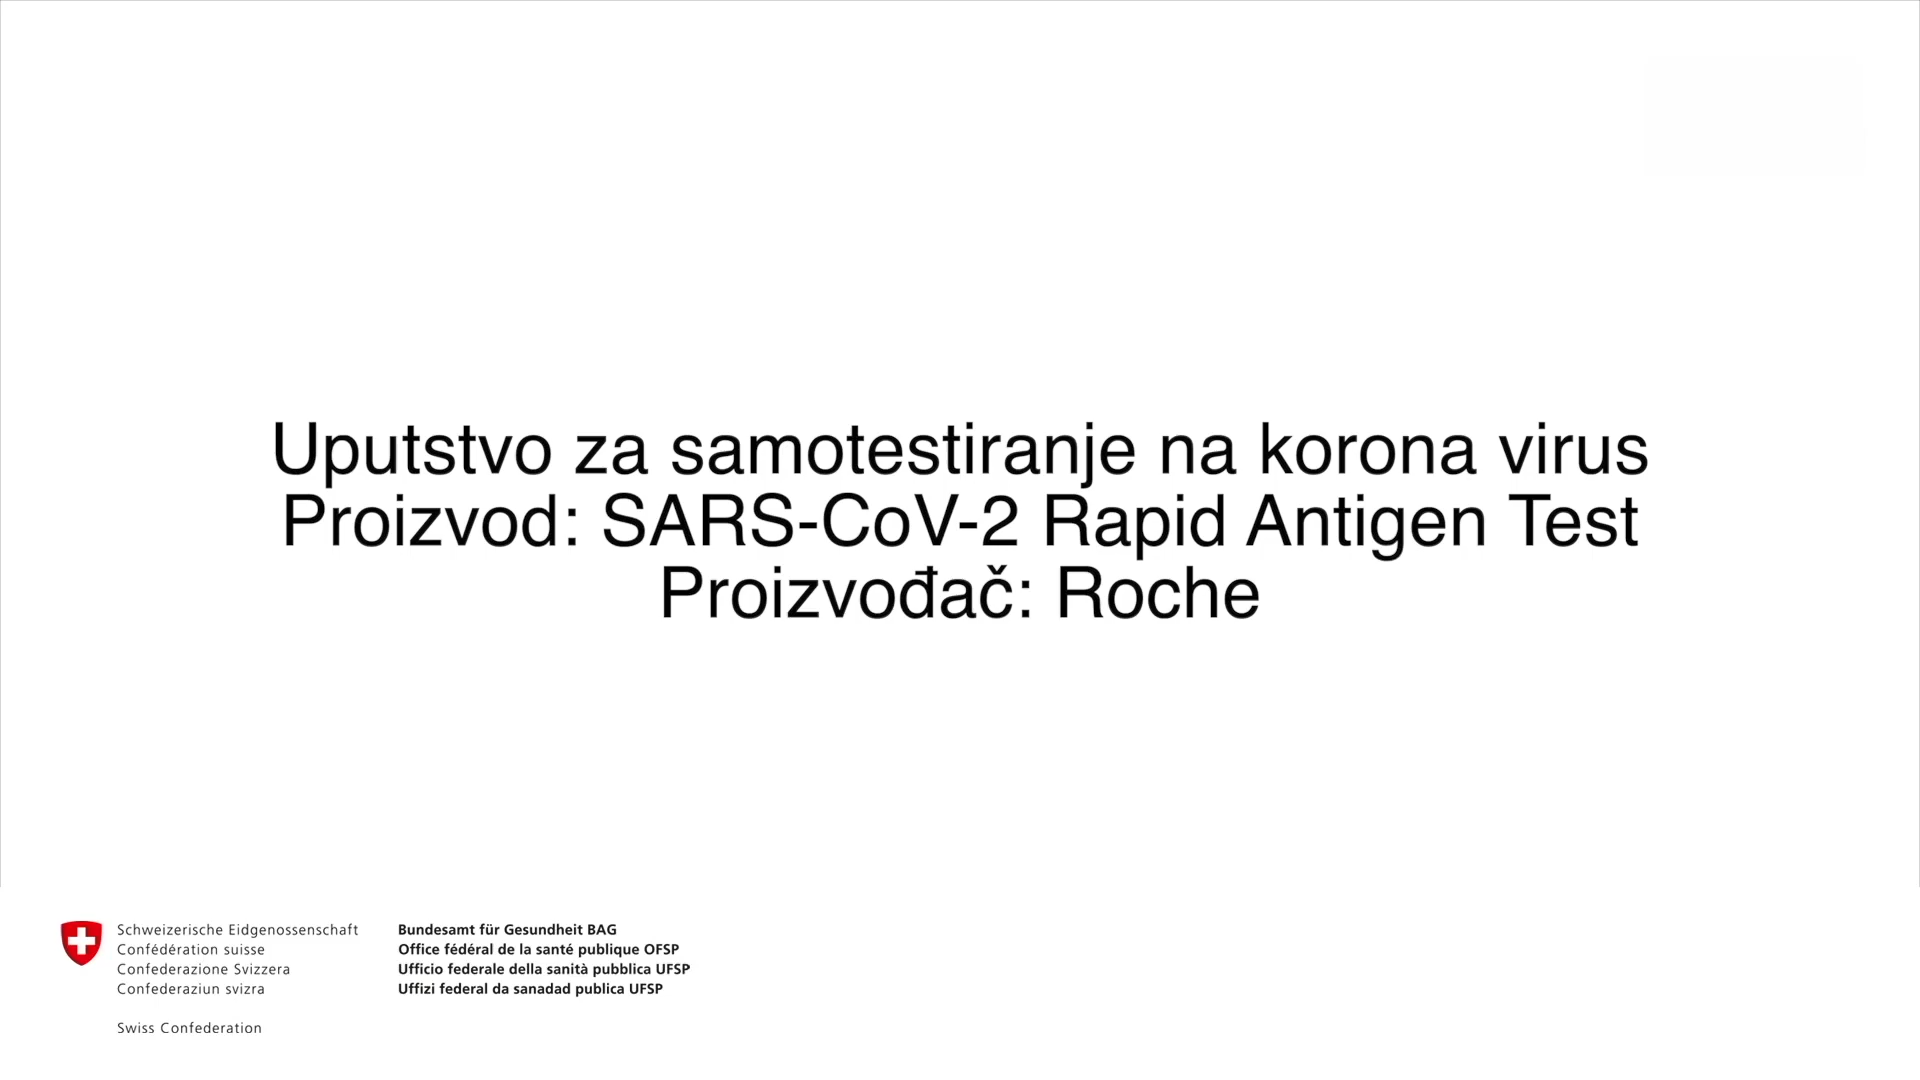 Uputstvo za samotestiranje na korona virus
Proizvod: SARS-CoV-2 Rapid Antigen Test
Proizvođač: Roche
Schweizerische Eidgenossenschaft
Confédération suisse
Confederazione Svizzera
Confederaziun svizra
Swiss Confederation
Bundesamt für Gesundheit BAG
Office fédéral de la santé publique OFSP
Ufficio federale della sanità pubblica UFSP
Uffizi federal da sanadad publica UFSP